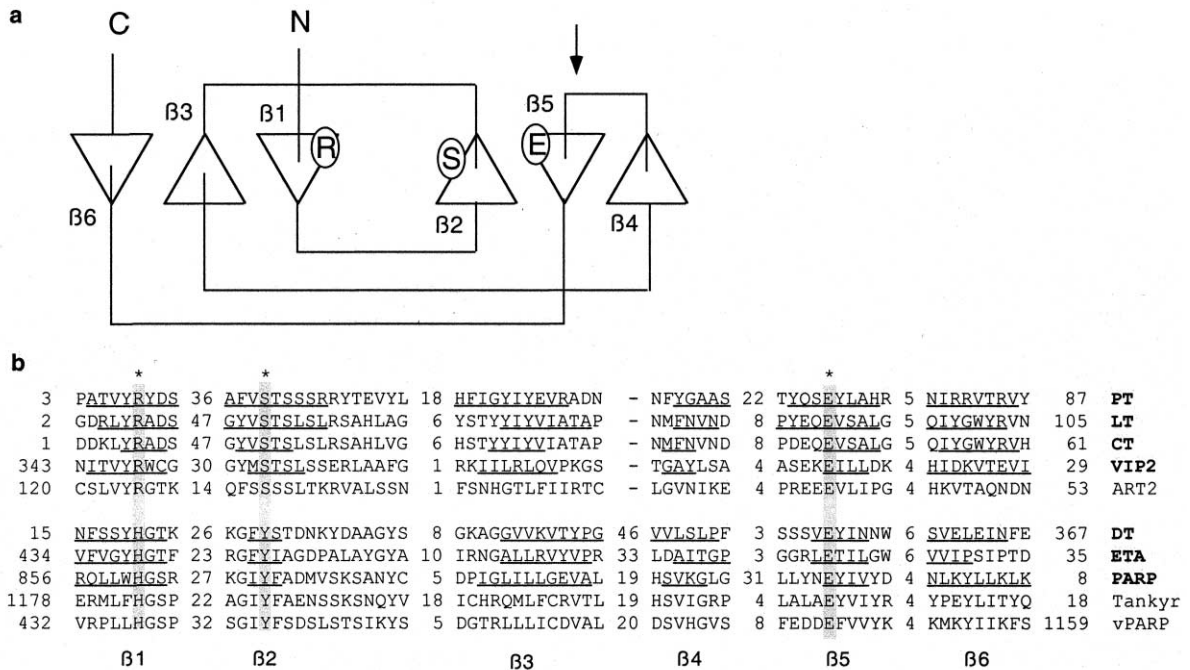 a
C N
ß3 ß1 ß5
R S E
ß6 ß2 ß4
b
* * *
3 PATVYRYDS 36 AFVSTSSSRRYTEVYL 18 HFIGYIYEVRADN - NFYGAAS 22 TYQSEYLAHR 5 NIRRVTRVY 87 PT
2 GDRLYRADS 47 GYVSTSLSLRSAHLAG 6 YSTYYIYVIATAP - NMFNVND 8 PYEQEVSALG 5 QIYGWYRVN 105 LT
1 DDKLYRADS 47 GYVSTSLSLRSAHLVG 6 HSTYYIYVIATAP - NMFNVND 8 PDEQEVSALG 5 QIYGWYRVH 61 CT
343 NITVYRWCG 30 GYMSTSLSSERLAAFG 1 RKIILRLQVPKGS - TGAYLSA 4 ASEKEILLDK 4 HIDKVTEVI 29 VIP2
120 CSLVYRGTK 14 QFSSSSLTKRVALSSN 1 FSNHGTLFIIRTC - LGVNIKE 4 PREEEVLIPG 4 HKVTAQNDN 53 ART2
15 NFSSYHGTK 26 KGFYSTDNKYDAAGYS 8 GKAGGVVKVTYPG 46 VVLSLPF 3 SSSVEYINNW 6 SVELEINFE 367 DT
434 VFVGYHGTF 23 RGFYIAGDPALAYGYA 10 IRNGALLRVYVPR 33 LDAITGP 3 GGRLETILGW 6 VVIPSIPTD 35 ETA
856 RQLLWHGSR 27 KGIYFADMVSKSANYC 5 DPIGLILLGEVAL 19 HSVKGLG 31 LLYNEYIVYD 4 NLKYLLKLK 8 PARP
1178 ERMLFHGSP 22 AGIYFAENSSKSNQYV 18 ICHRQMLFCRVTL 19 HSVIGRP 4 LALAEYVIYR 4 YPEYLITYQ 18 Tankyr
432 VRPLLHGSP 32 SGIYFSDSLSTSIKYS 5 DGTRLLLICDVAL 20 DSVHGVS 8 FEDDEFVVYK 4 KMKYIIKFS 1159 vPARP
ß1 ß2 ß3 ß4 ß5 ß6